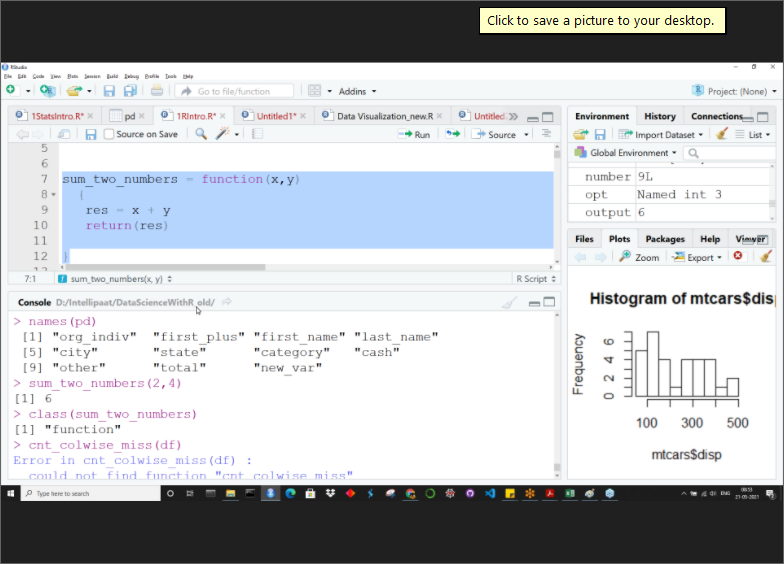 Click to save a picture to your desktop.
RStudio
File Edit Code View Plots Session Build Debug Profile Tools Help
Go to file/function Addins Project: (None)
1StatsIntro.R* pd 1RIntro.R* Untitled1* Data Visualization_new.R Untitled
Source on Save Run Source
5
6
7 sum_two_numbers = function(x,y)
8 {
9 res = x + y
10 return(res)
11
12 }
13
7:1 sum_two_numbers(x, y) R Script
Console D:/Intellipaat/DataScienceWithR_old/
> names(pd)
[1] "org_indiv" "first_plus" "first_name" "last_name"
[5] "city" "state" "category" "cash"
[9] "other" "total" "new_var"
> sum_two_numbers(2,4)
[1] 6
> class(sum_two_numbers)
[1] "function"
> cnt_colwise_miss(df)
Error in cnt_colwise_miss(df) :
could not find function "cnt_colwise_miss"
Environment History Connections
Import Dataset List
Global Environment
number 9L
opt Named int 3
output 6
Files Plots Packages Help Viewer
Zoom Export
Histogram of mtcars$disp
Frequency
0 2 4 6
100 300 500
mtcars$disp
Type here to search
ENG
08:53
21-05-2021